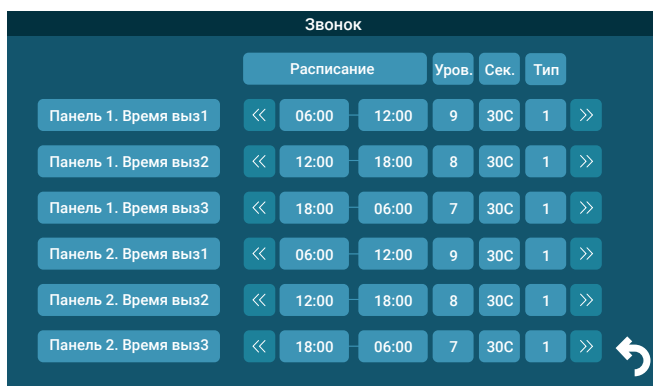 Звонок
Расписание Уров. Сек. Тип
Панель 1. Время выз1 06:00 12:00 9 30С 1
Панель 1. Время выз2 12:00 18:00 8 30С 1
Панель 1. Время выз3 18:00 06:00 7 30С 1
Панель 2. Время выз1 06:00 12:00 9 30С 1
Панель 2. Время выз2 12:00 18:00 8 30С 1
Панель 2. Время выз3 18:00 06:00 7 30С 1